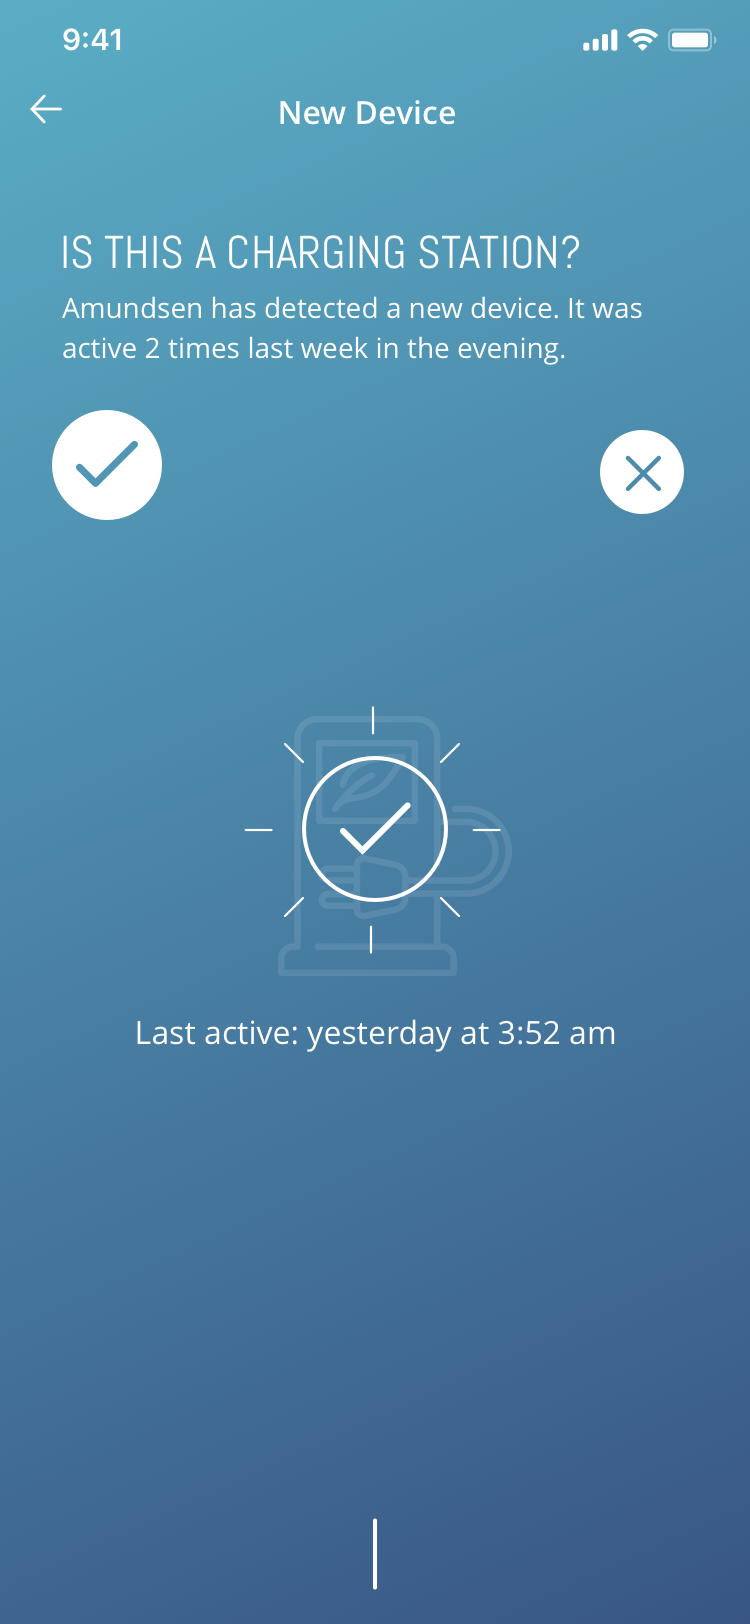 9:41
New Device
IS THIS A CHARGING STATION?
Amundsen has detected a new device. It was
active 2 times last week in the evening.
Last active: yesterday at 3:52 am